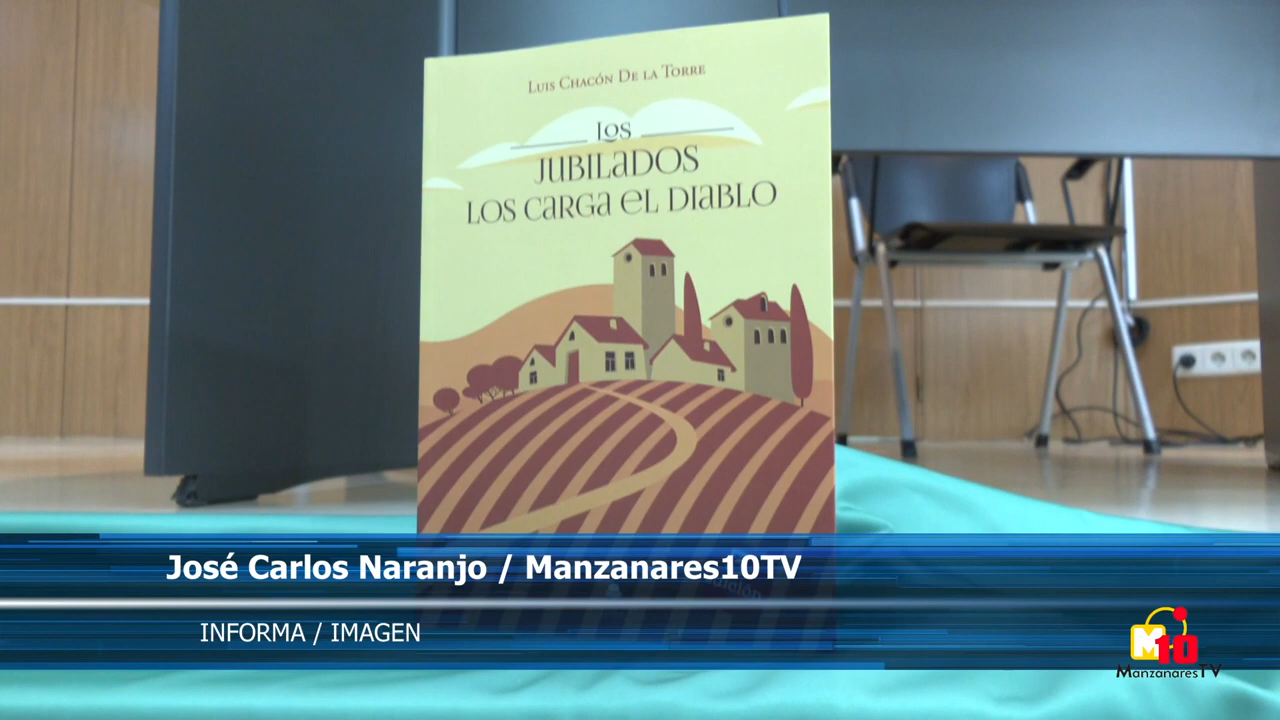 Luis Chacón De la Torre
Los
Jubilados
los carga el diablo
José Carlos Naranjo / Manzanares10TV
INFORMA / IMAGEN
M10
ManzanaresTV